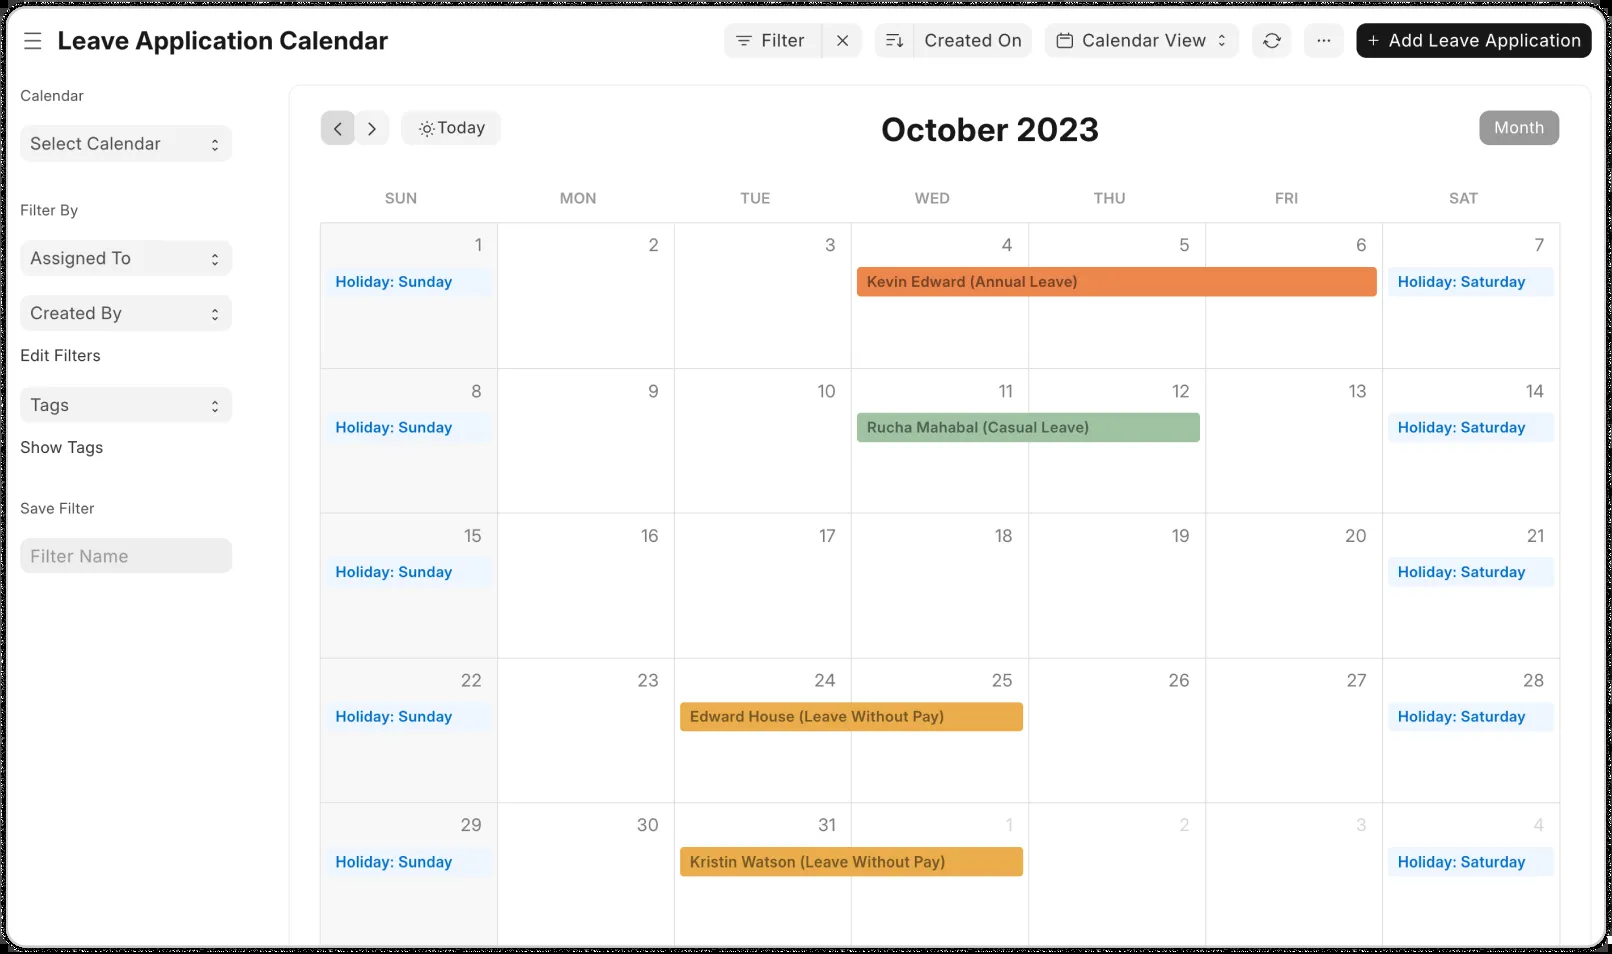 Leave Application Calendar
Filter
Created On
Calendar View
+ Add Leave Application
Calendar
Select Calendar
Filter By
Assigned To
Created By
Edit Filters
Tags
Show Tags
Save Filter
Filter Name
Today
October 2023
Month
SUN MON TUE WED THU FRI SAT
1 2 3 4 5 6 7
Holiday: Sunday
Kevin Edward (Annual Leave)
Holiday: Saturday
8 9 10 11 12 13 14
Holiday: Sunday
Rucha Mahabal (Casual Leave)
Holiday: Saturday
15 16 17 18 19 20 21
Holiday: Sunday
Holiday: Saturday
22 23 24 25 26 27 28
Holiday: Sunday
Edward House (Leave Without Pay)
Holiday: Saturday
29 30 31 1 2 3 4
Holiday: Sunday
Kristin Watson (Leave Without Pay)
Holiday: Saturday